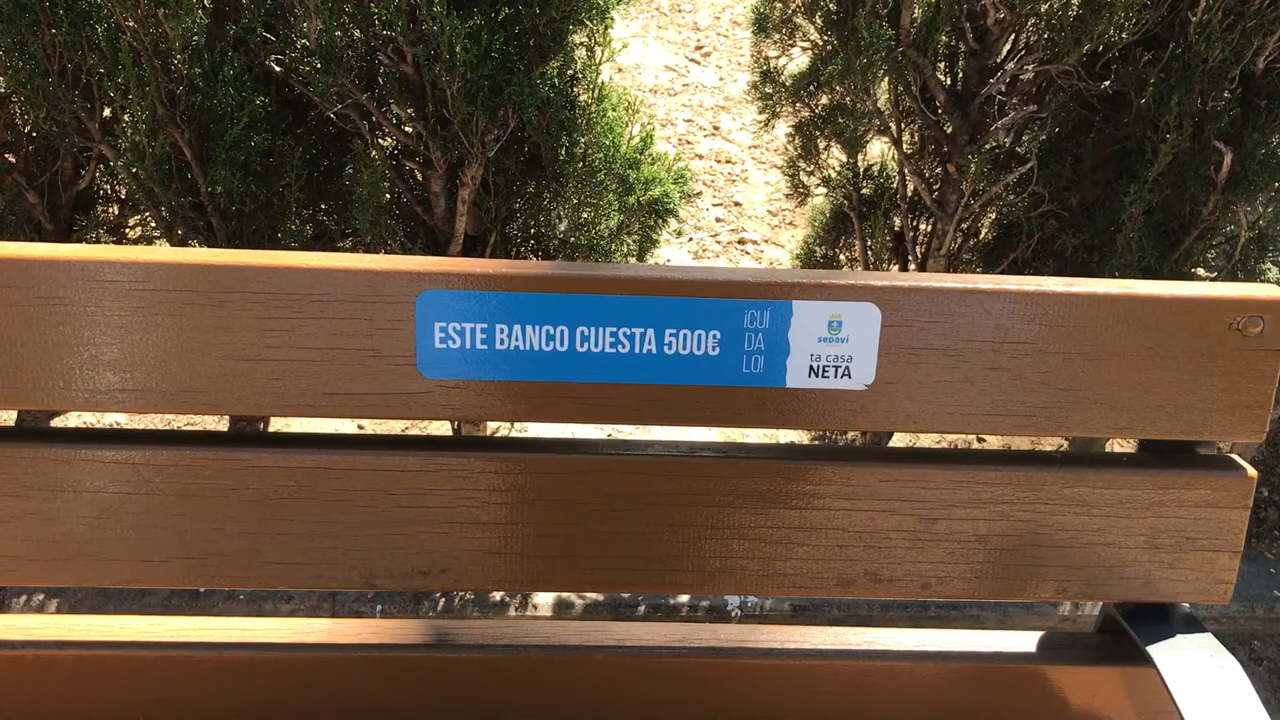 ESTE BANCO CUESTA 500€
¡CUÍ
DA
LO!
SEDAVÍ
ta casa
NETA